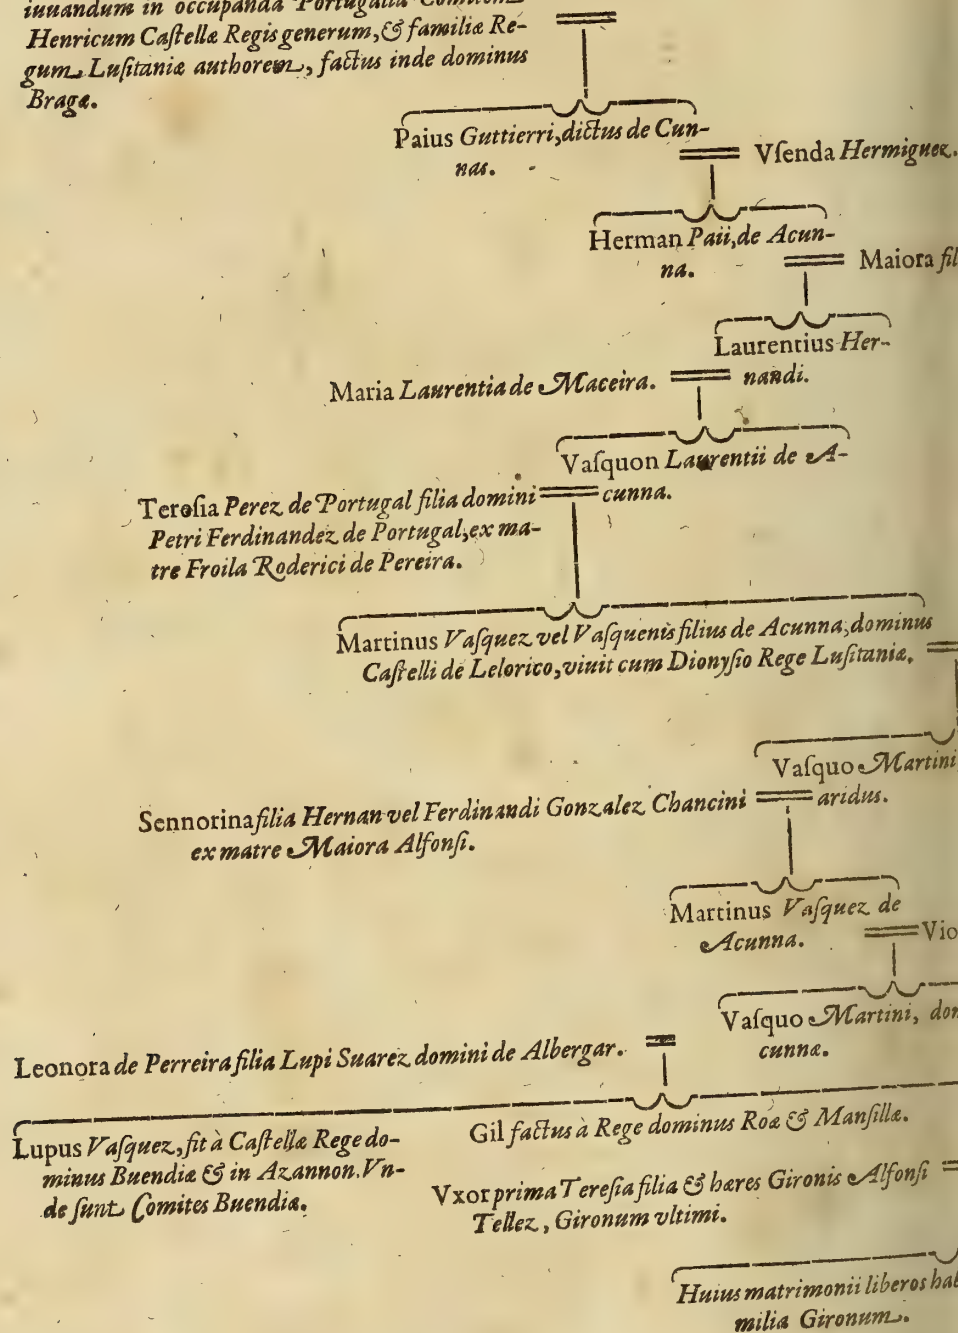 iuuandum in occupanda Portugallia Comitem
Henricum Caſtellæ Regis generum, & familiæ Re-
gum Luſitaniæ authorem, factus inde dominus
Bragæ.
Paius Guttierri, dictus de Cun-
nas.
Vſenda Hermiguez.
Herman Paii, de Acun-
na.
Maiora fil
Laurentius Her-
nandi.
Maria Laurentia de Maceira.
Vaſquon Laurentii de A-
cunna.
Tereſia Perez de Portugal filia domini
Petri Ferdinandez de Portugal, ex ma-
tre Froila Roderici de Pereira.
Martinus Vaſquez vel Vaſquenis filius de Acunna, dominus
Caſtelli de Lelorico, viuit cum Dionyſio Rege Luſitaniæ.
Vaſquo Martini
aridus.
Sennorina filia Hernan vel Ferdinandi Gonzalez Chancini
ex matre Maiora Alfonſi.
Martinus Vaſquez de
Acunna.
Vio
Vaſquo Martini, don
cunnæ.
Leonora de Perreira filia Lupi Suarez domini de Albergar.
Lupus Vaſquez, fit à Caſtellæ Rege do-
minus Buendiæ & in Azannon. Vn-
de ſunt Comites Buendiæ.
Gil factus à Rege dominus Roæ & Manſillæ.
Vxor prima Tereſia filia & hæres Gironis Alfonſi
Tellez, Gironum vltimi.
Huius matrimonii liberos hal
milia Gironum.